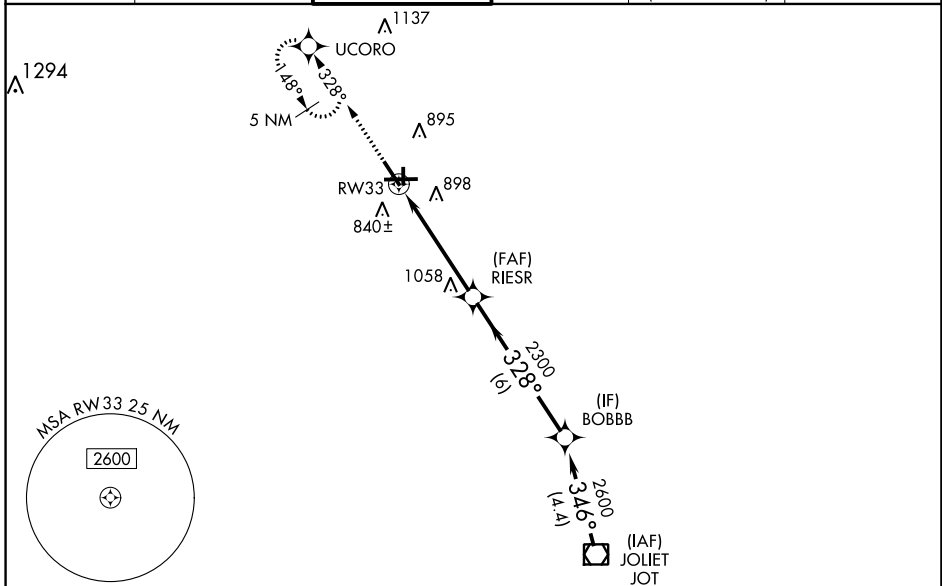 1137
UCORO
1294
148°
328°
5 NM
895
RW33
898
840±
(FAF)
RIESR
1058
2300
328°
(6)
(IF)
BOBBB
MSA RW33 25 NM
2600
2600
346°
(4.4)
(IAF)
JOLIET
JOT